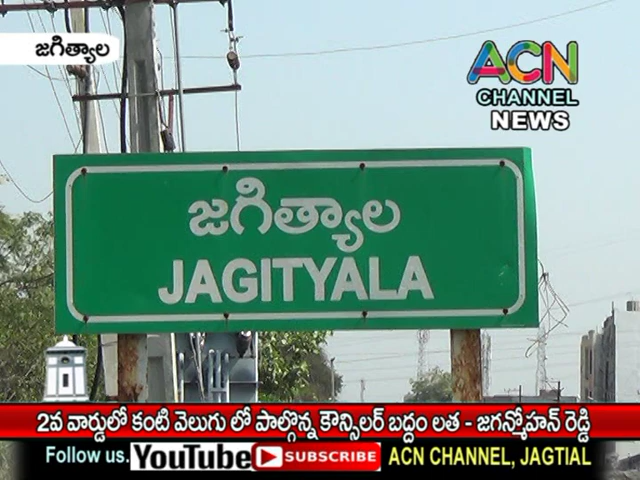 జగిత్యాల
ACN
CHANNEL
NEWS
జగిత్యాల
JAGITYALA
2వ వార్డులో కంటి వెలుగు లో పాల్గొన్న కౌన్సిలర్ బద్దం లత - జగన్మోహన్ రెడ్డి
Follow us. YouTube SUBSCRIBE ACN CHANNEL, JAGTIAL